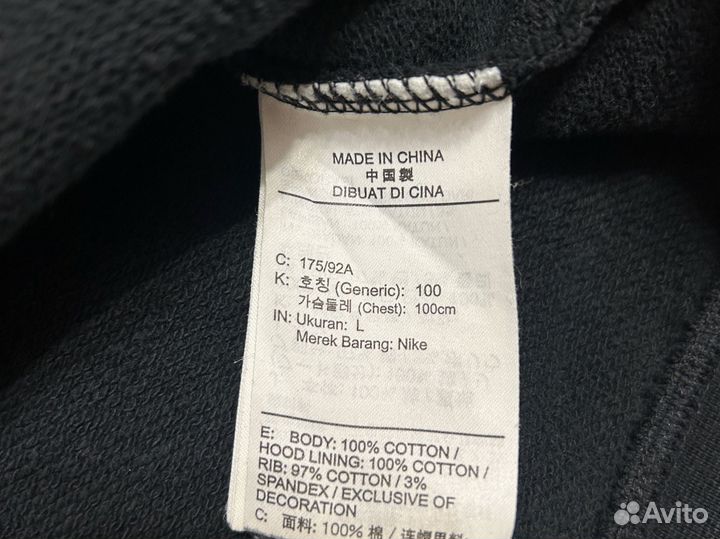 MADE IN CHINA
中国製
DIBUAT DI CINA
C: 175/92A
K: 호칭 (Generic): 100
가슴둘레 (Chest): 100cm
IN: Ukuran: L
Merek Barang: Nike
E: BODY: 100% COTTON /
HOOD LINING: 100% COTTON /
RIB: 97% COTTON / 3%
SPANDEX / EXCLUSIVE OF
DECORATION
C: 面料: 100% 棉 / 连帽里料
Avito